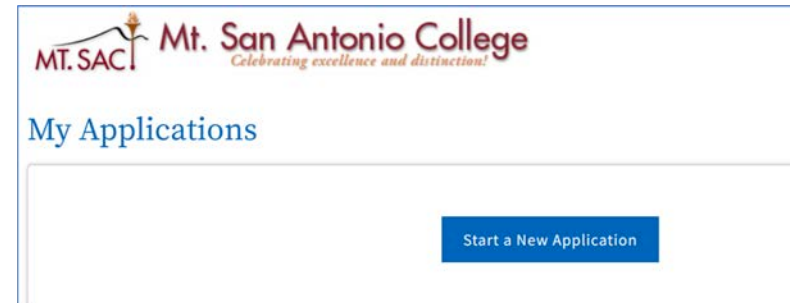 MT. SAC
Mt. San Antonio College
Celebrating excellence and distinction!
My Applications
Start a New Application